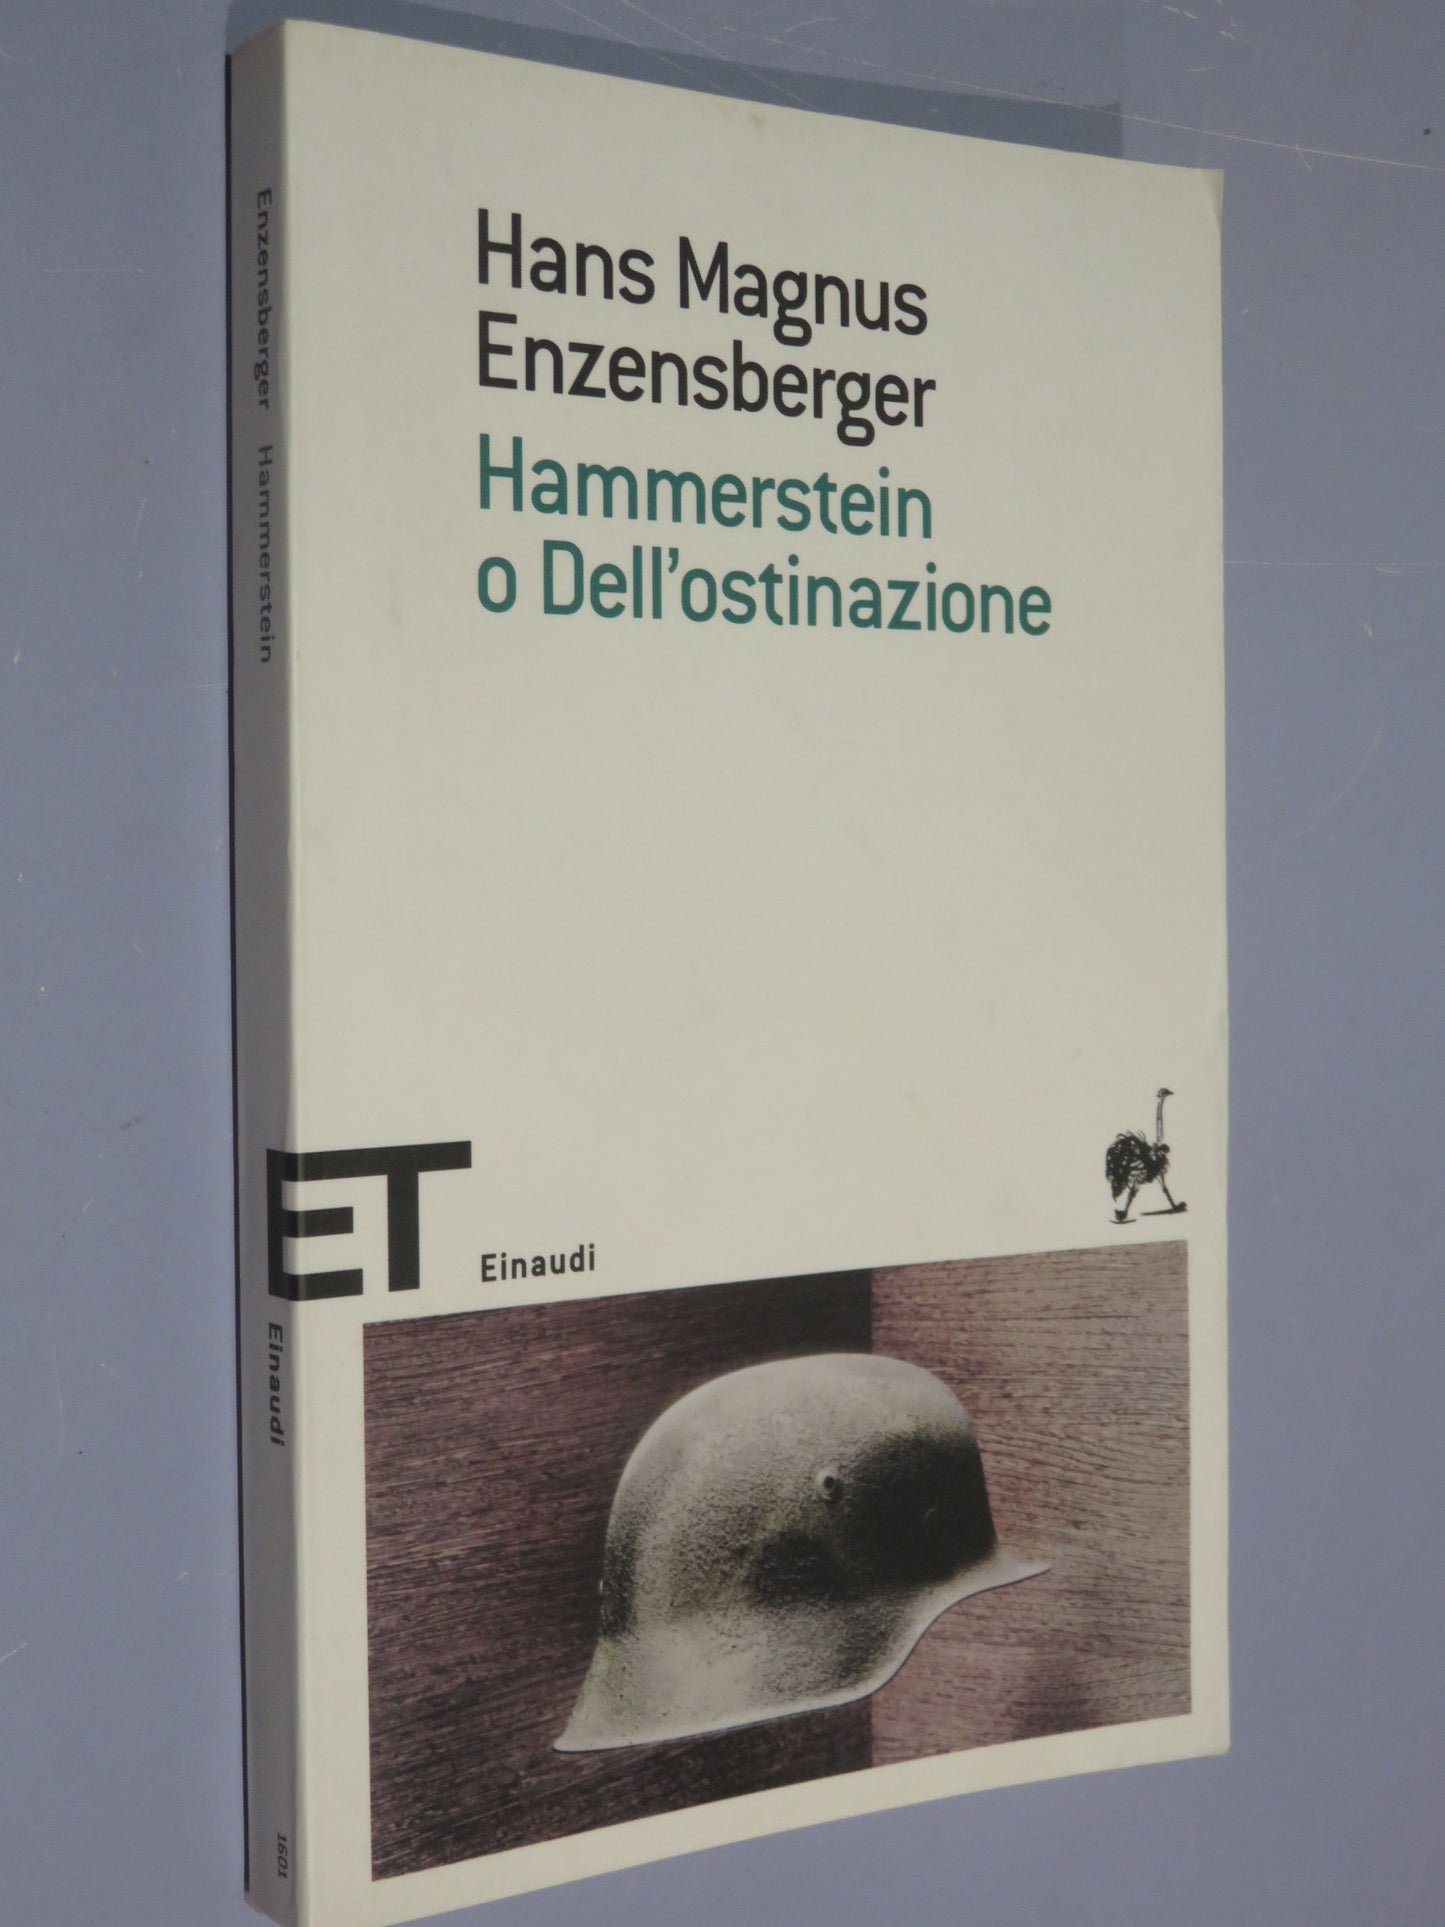 Hans Magnus
Enzensberger
Hammerstein
o Dell'ostinazione
ET
Einaudi
Enzensberger Hammerstein
Einaudi
1601